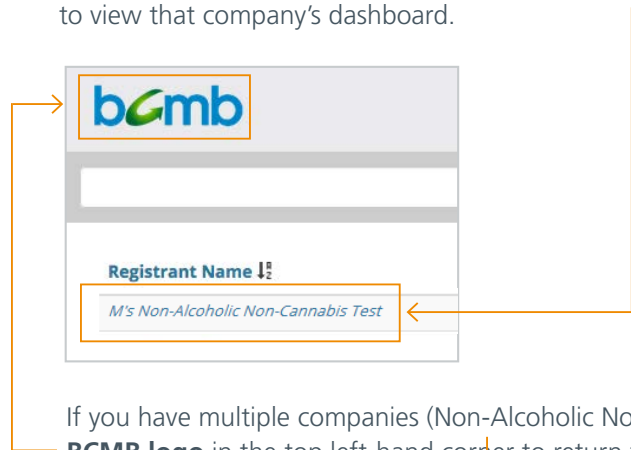 to view that company’s dashboard.
bcmb
Registrant Name
M's Non-Alcoholic Non-Cannabis Test
If you have multiple companies (Non-Alcoholic No
BCMB logo in the top left hand corner to return